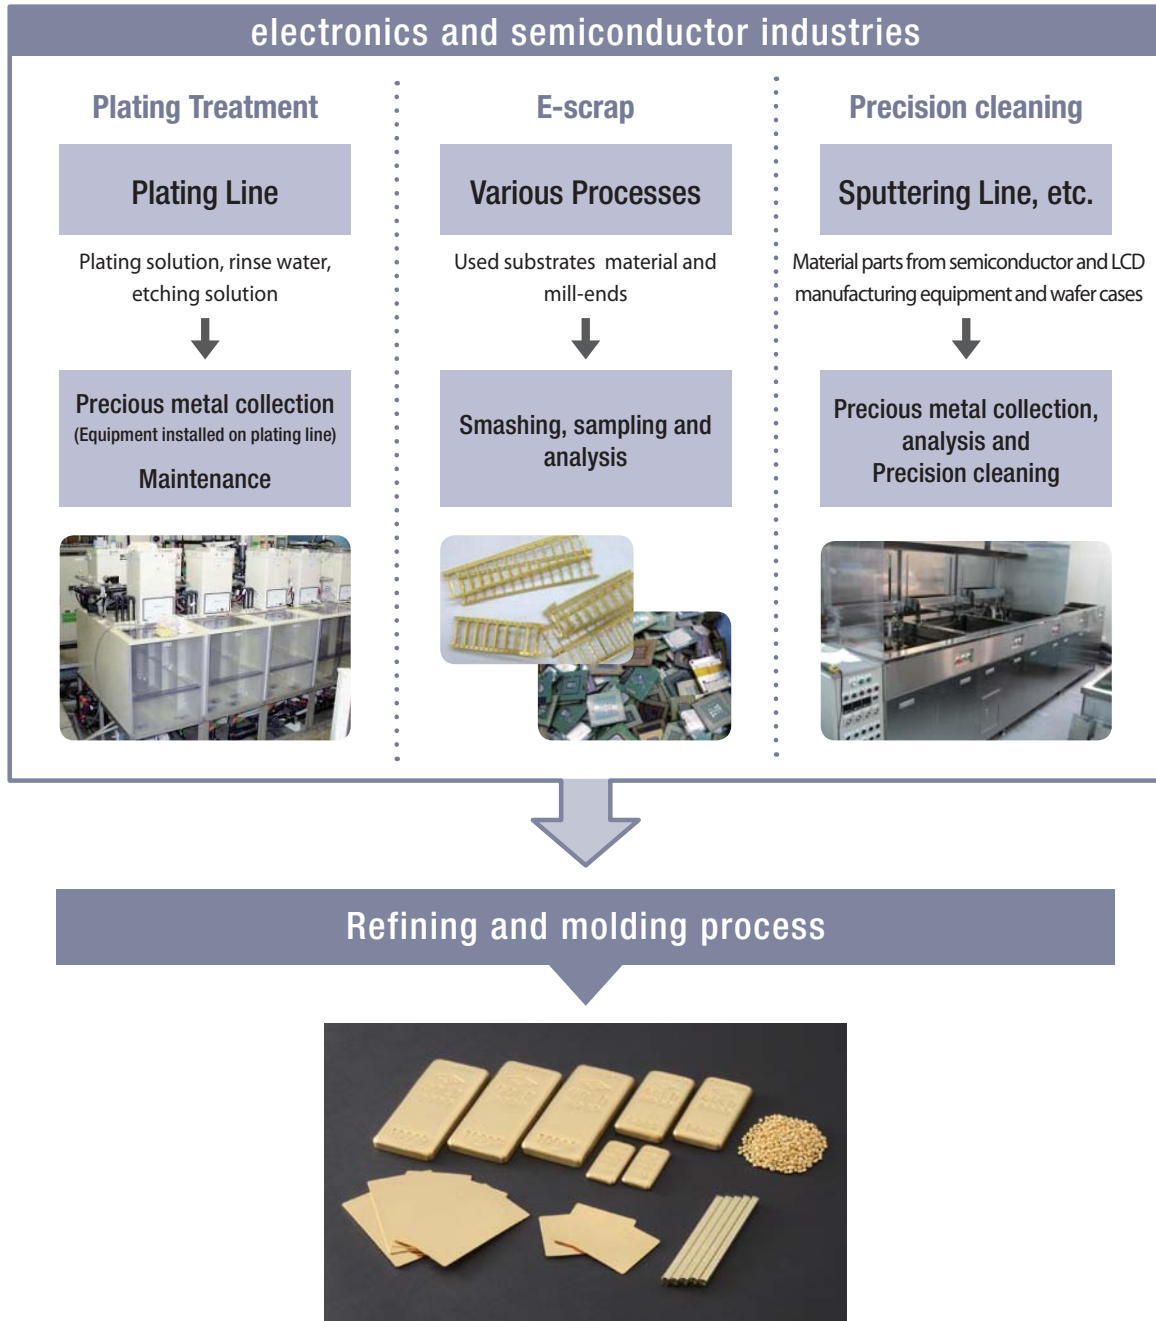 electronics and semiconductor industries
Plating Treatment
Plating Line
Plating solution, rinse water,
etching solution
Precious metal collection
(Equipment installed on plating line)
Maintenance
E-scrap
Various Processes
Used substrates material and
mill-ends
Smashing, sampling and
analysis
Precision cleaning
Sputtering Line, etc.
Material parts from semiconductor and LCD
manufacturing equipment and wafer cases
Precious metal collection,
analysis and
Precision cleaning
Refining and molding process